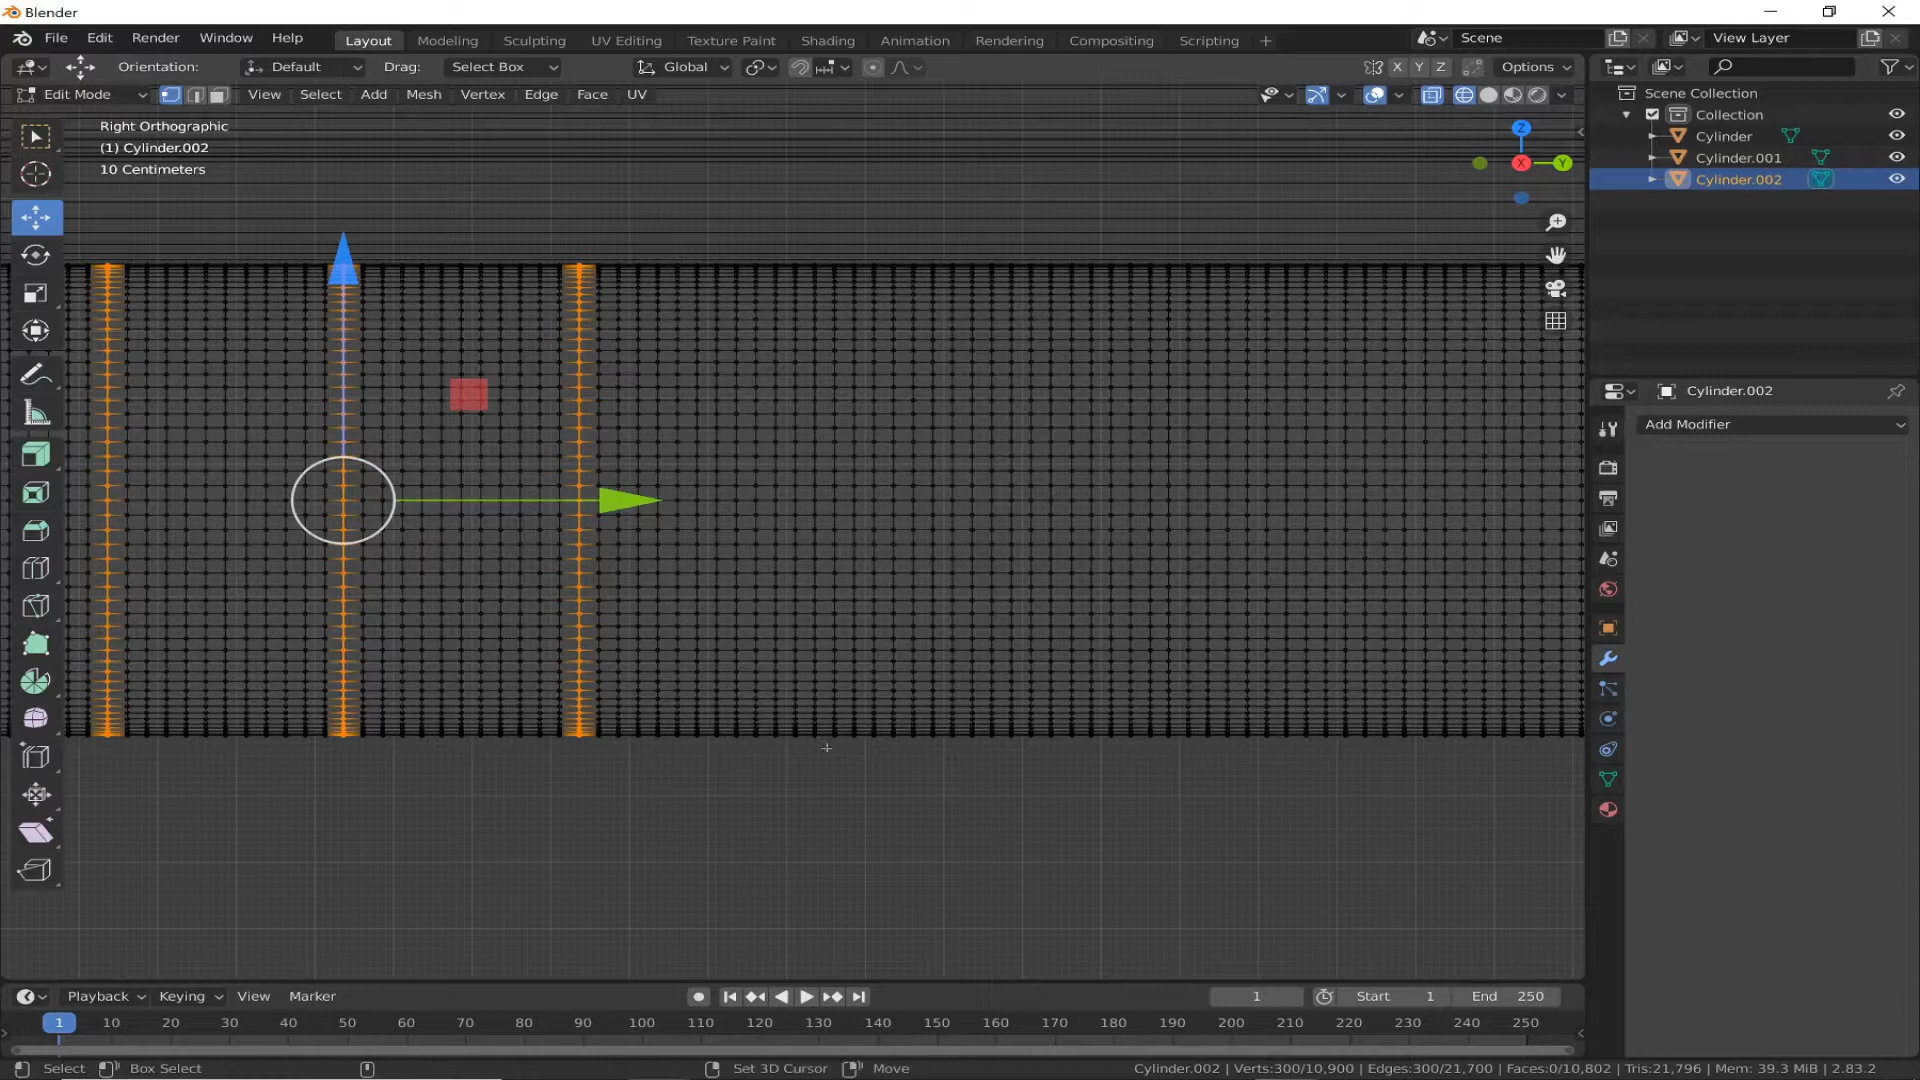 Blender
File Edit Render Window Help Layout Modeling Sculpting UV Editing Texture Paint Shading Animation Rendering Compositing Scripting + Scene View Layer
Orientation: Default Drag: Select Box Global X Y Z Options
Edit Mode View Select Add Mesh Vertex Edge Face UV
Right Orthographic
(1) Cylinder.002
10 Centimeters
Z
X
Y
Scene Collection
Collection
Cylinder
Cylinder.001
Cylinder.002
Cylinder.002
Add Modifier
Playback Keying View Marker 1 Start 1 End 250
1 10 20 30 40 50 60 70 80 90 100 110 120 130 140 150 160 170 180 190 200 210 220 230 240 250
Select Box Select Set 3D Cursor Move Cylinder.002 | Verts:300/10,900 | Edges:300/21,700 | Faces:0/10,802 | Tris:21,796 | Mem: 39.3 MiB | 2.83.2